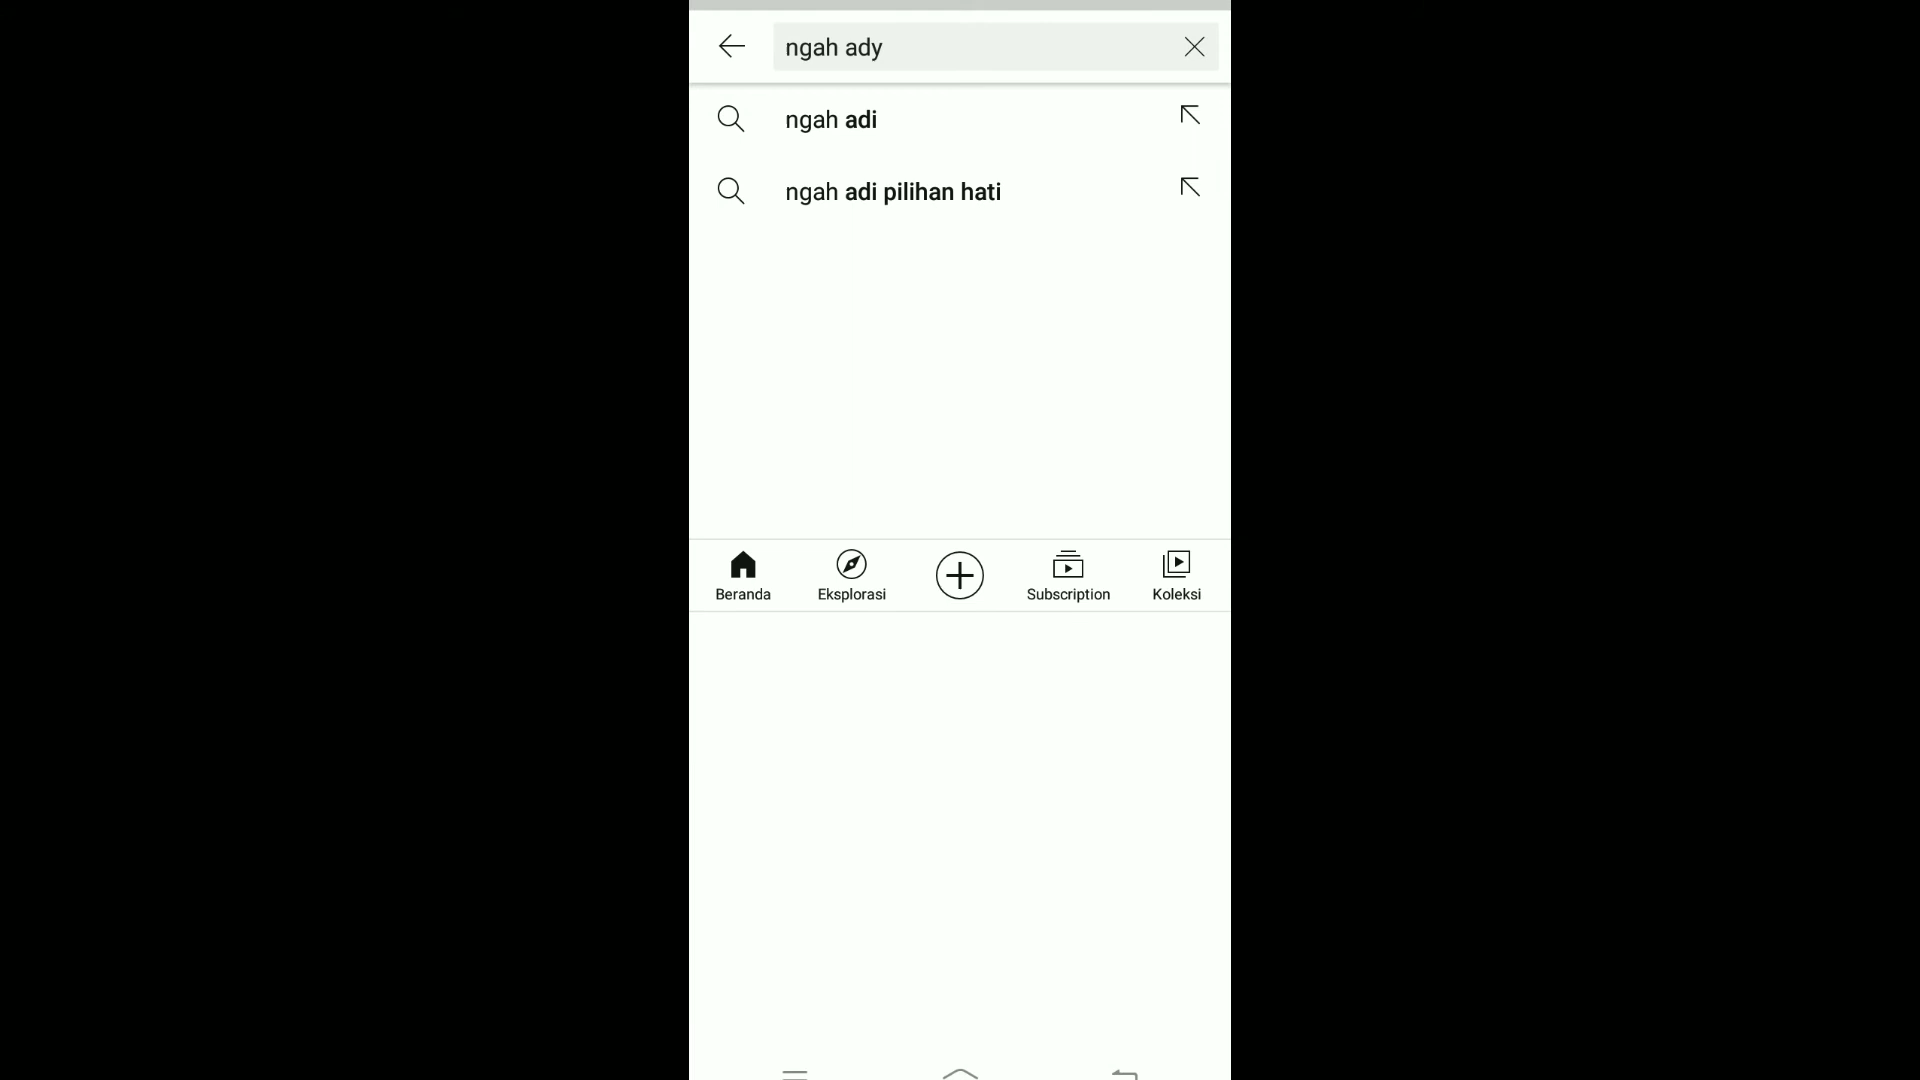 ngah ady
ngah adi
ngah adi pilihan hati
Beranda
Eksplorasi
Subscription
Koleksi